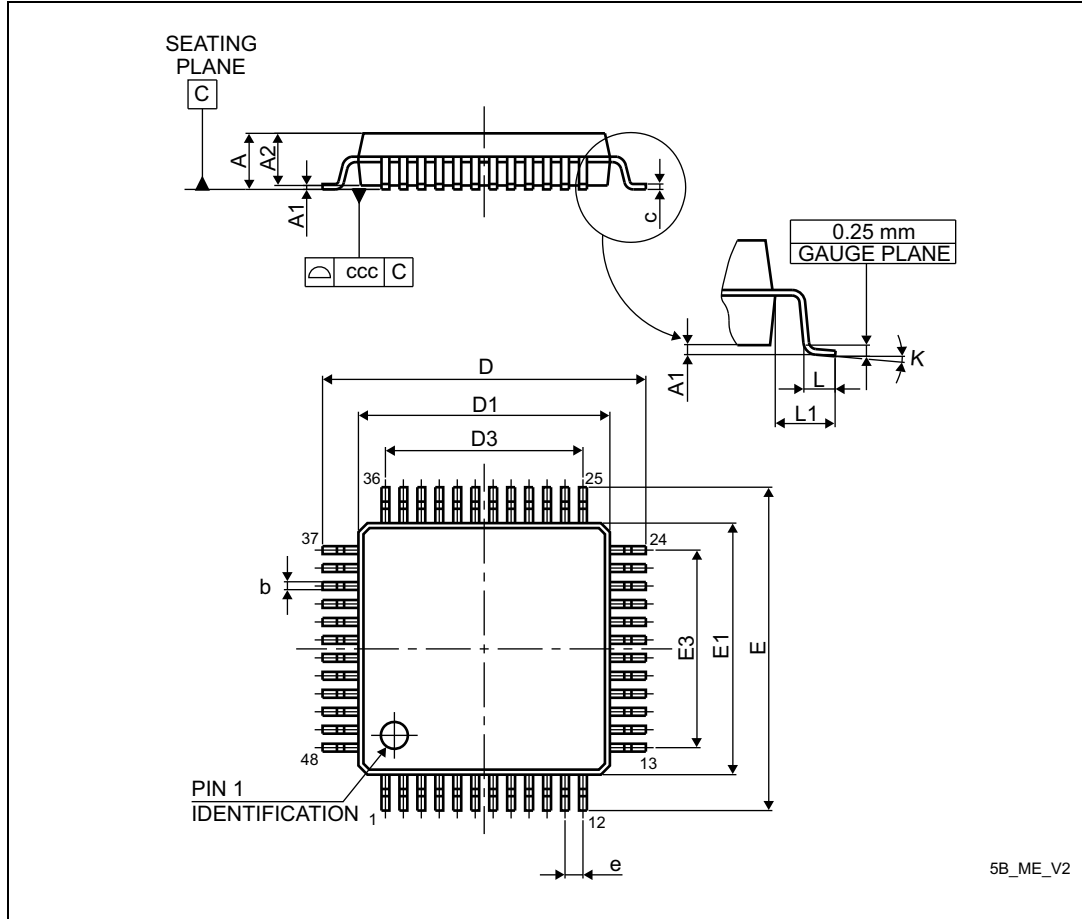 SEATING
PLANE
C
A
A2
A1
c
ccc C
0.25 mm
GAUGE PLANE
A1
K
L
L1
D
D1
D3
36
25
37
24
b
E3
E1
E
48
13
PIN 1
IDENTIFICATION
1
12
e
5B_ME_V2